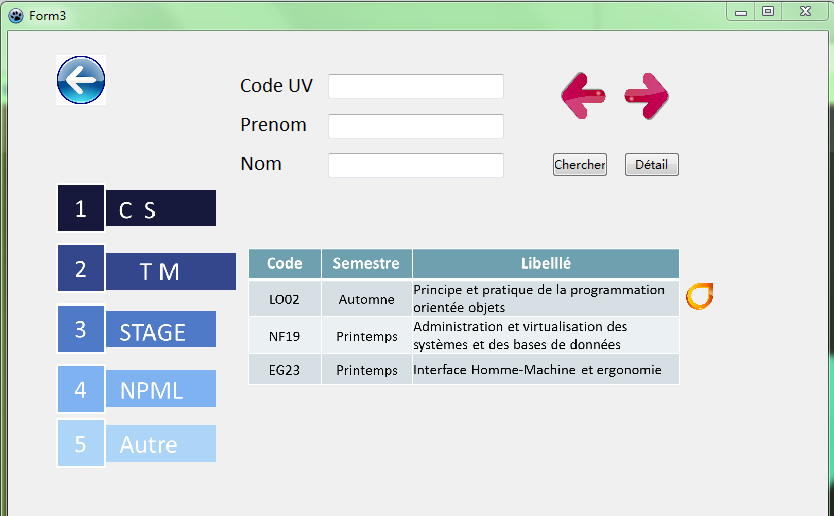 Form3
Code UV
Prenom
Nom
Chercher
Détail
1 C S
2 T M
3 STAGE
4 NPML
5 Autre
Code Semestre Libelllé
LO02 Automne Principe et pratique de la programmation
orientée objets
NF19 Printemps Administration et virtualisation des
systèmes et des bases de données
EG23 Printemps Interface Homme-Machine et ergonomie